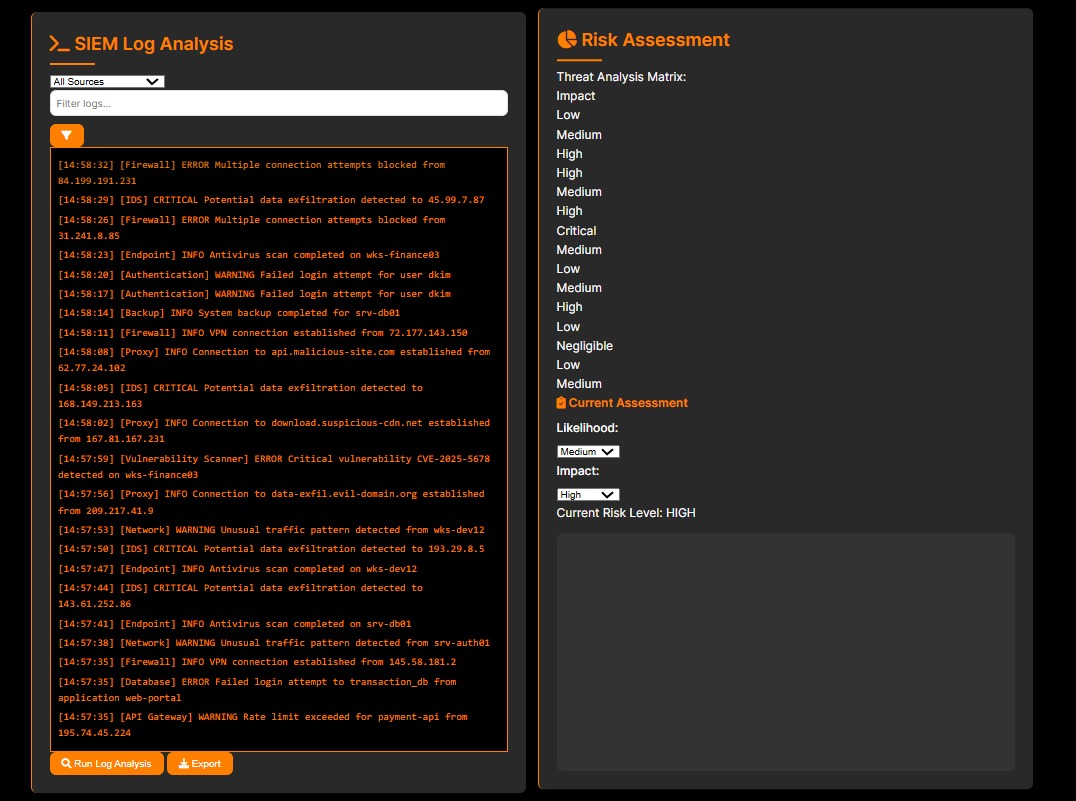 SIEM Log Analysis
All Sources
Filter logs...
[14:58:32] [Firewall] ERROR Multiple connection attempts blocked from
84.199.191.231
[14:58:29] [IDS] CRITICAL Potential data exfiltration detected to 45.99.7.87
[14:58:26] [Firewall] ERROR Multiple connection attempts blocked from
31.241.8.85
[14:58:23] [Endpoint] INFO Antivirus scan completed on wks-finance03
[14:58:20] [Authentication] WARNING Failed login attempt for user dkim
[14:58:17] [Authentication] WARNING Failed login attempt for user dkim
[14:58:14] [Backup] INFO System backup completed for srv-db01
[14:58:11] [Firewall] INFO VPN connection established from 72.177.143.150
[14:58:08] [Proxy] INFO Connection to api.malicious-site.com established from
62.77.24.102
[14:58:05] [IDS] CRITICAL Potential data exfiltration detected to
168.149.213.163
[14:58:02] [Proxy] INFO Connection to download.suspicious-cdn.net established
from 167.81.167.231
[14:57:59] [Vulnerability Scanner] ERROR Critical vulnerability CVE-2025-5678
detected on wks-finance03
[14:57:56] [Proxy] INFO Connection to data-exfil.evil-domain.org established
from 209.217.41.9
[14:57:53] [Network] WARNING Unusual traffic pattern detected from wks-dev12
[14:57:50] [IDS] CRITICAL Potential data exfiltration detected to 193.29.8.5
[14:57:47] [Endpoint] INFO Antivirus scan completed on wks-dev12
[14:57:44] [IDS] CRITICAL Potential data exfiltration detected to
143.61.252.86
[14:57:41] [Endpoint] INFO Antivirus scan completed on srv-db01
[14:57:38] [Network] WARNING Unusual traffic pattern detected from srv-auth01
[14:57:35] [Firewall] INFO VPN connection established from 145.58.181.2
[14:57:35] [Database] ERROR Failed login attempt to transaction_db from
application web-portal
[14:57:35] [API Gateway] WARNING Rate limit exceeded for payment-api from
195.74.45.224
Run Log Analysis
Export
Risk Assessment
Threat Analysis Matrix:
Impact
Low
Medium
High
High
Medium
High
Critical
Medium
Low
Medium
High
Low
Negligible
Low
Medium
Current Assessment
Likelihood:
Medium
Impact:
High
Current Risk Level: HIGH